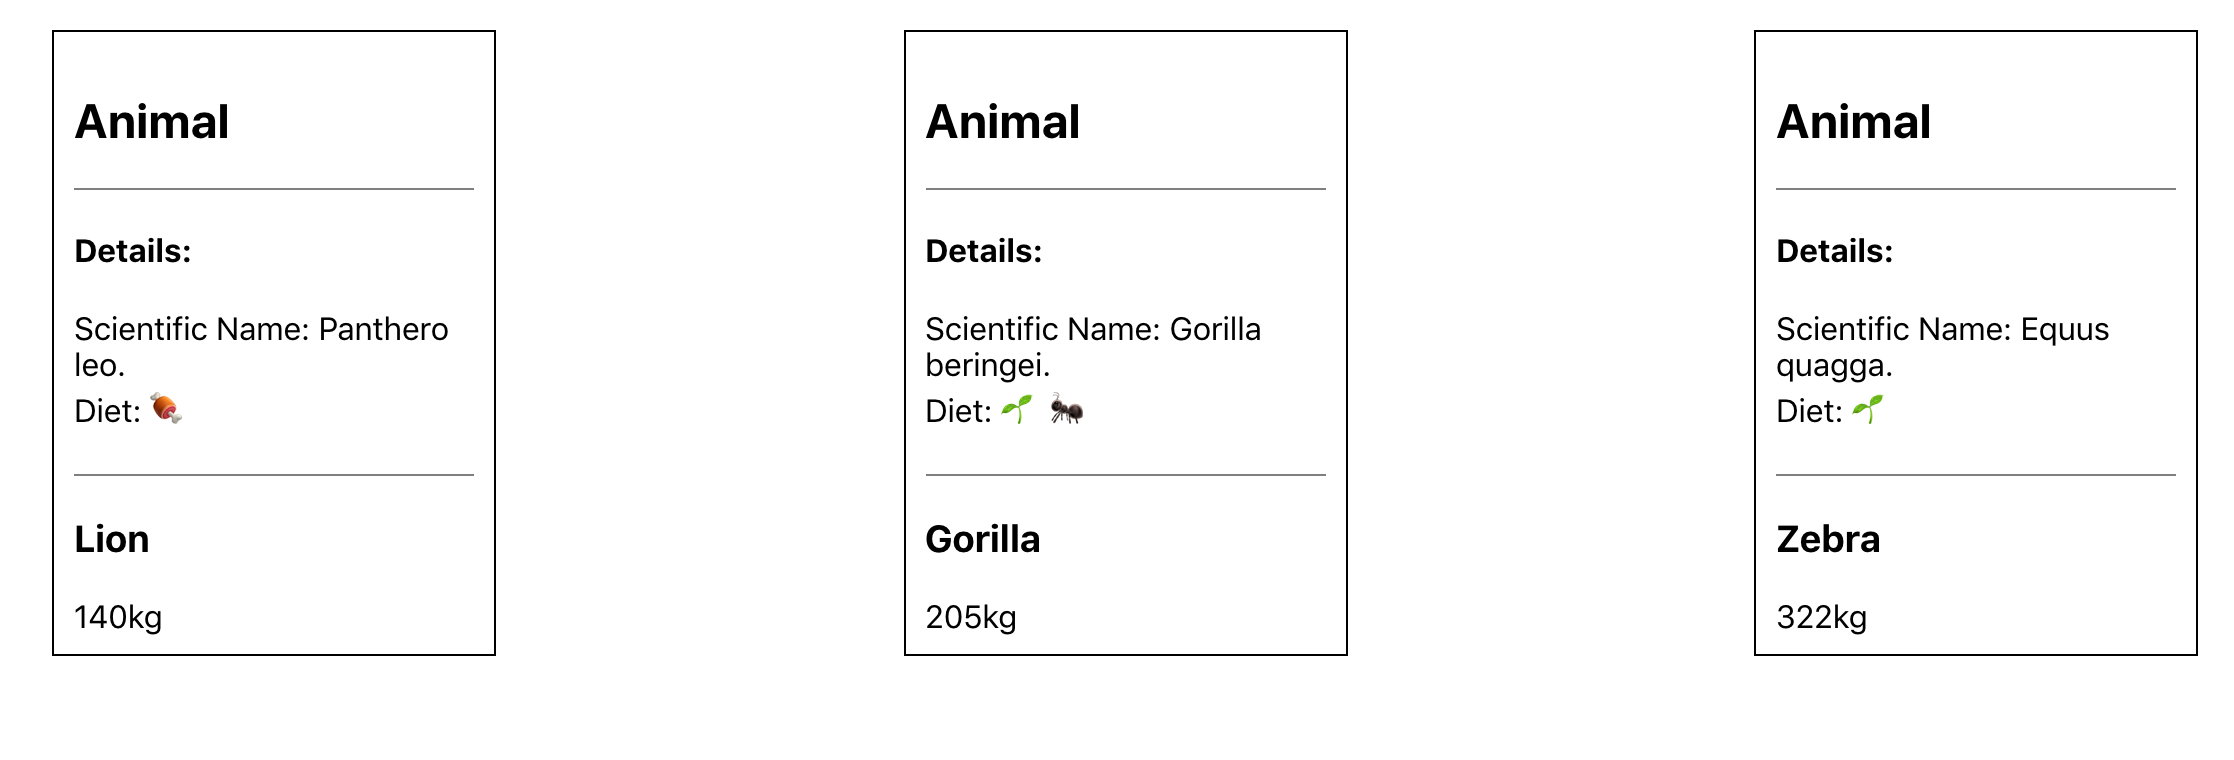 Animal
Details:
Scientific Name: Panthero
leo.
Diet: 🍖
Lion
140kg
Animal
Details:
Scientific Name: Gorilla
beringei.
Diet: 🌱 🐜
Gorilla
205kg
Animal
Details:
Scientific Name: Equus
quagga.
Diet: 🌱
Zebra
322kg